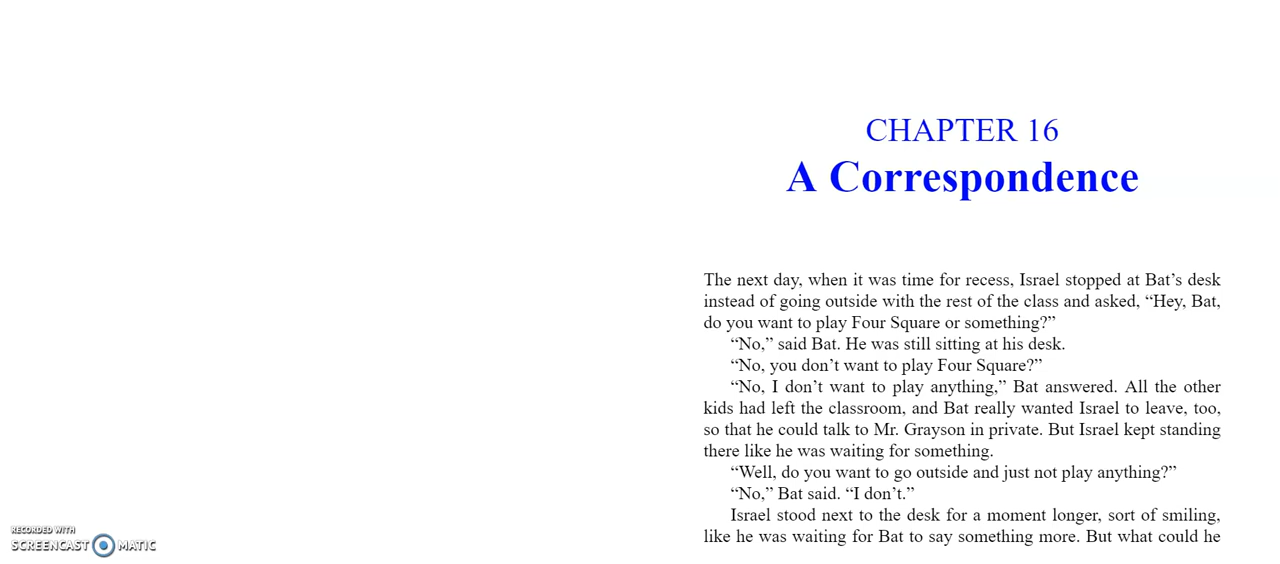 CHAPTER 16
A Correspondence
The next day, when it was time for recess, Israel stopped at Bat’s desk
instead of going outside with the rest of the class and asked, “Hey, Bat,
do you want to play Four Square or something?”
“No,” said Bat. He was still sitting at his desk.
“No, you don’t want to play Four Square?”
“No, I don’t want to play anything,” Bat answered. All the other
kids had left the classroom, and Bat really wanted Israel to leave, too,
so that he could talk to Mr. Grayson in private. But Israel kept standing
there like he was waiting for something.
“Well, do you want to go outside and just not play anything?”
“No,” Bat said. “I don’t.”
Israel stood next to the desk for a moment longer, sort of smiling,
like he was waiting for Bat to say something more. But what could he
RECORDED WITH
SCREENCAST MATIC